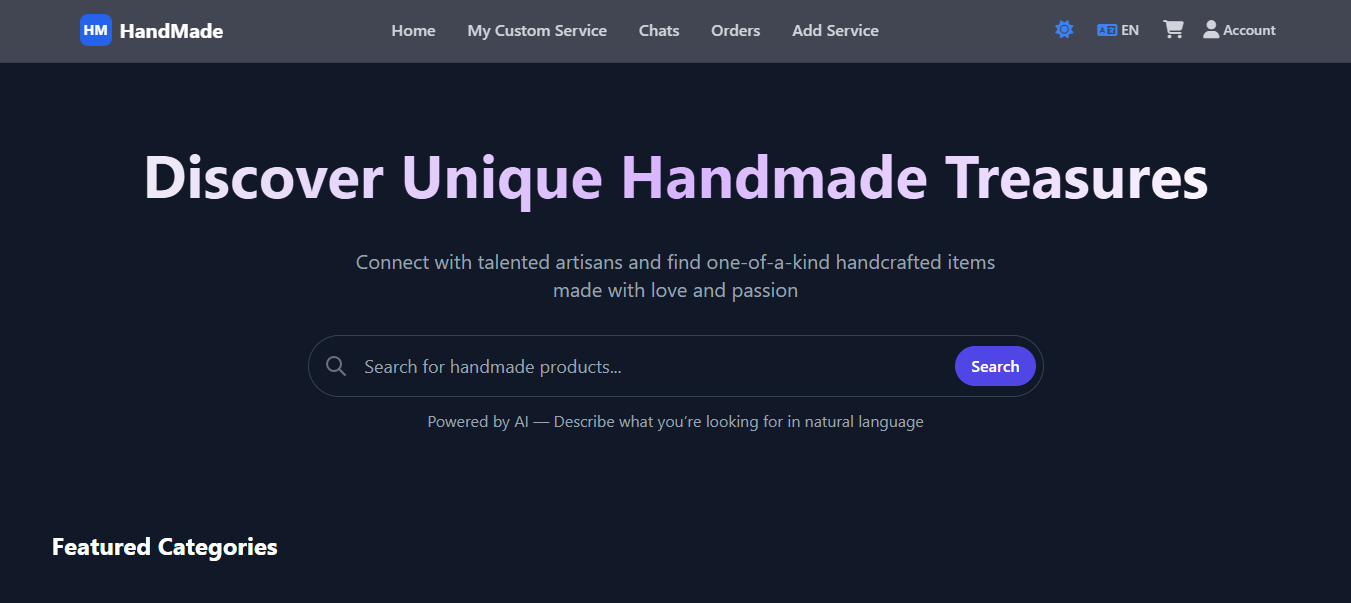 HM HandMade Home My Custom Service Chats Orders Add Service EN Account
Discover Unique Handmade Treasures
Connect with talented artisans and find one-of-a-kind handcrafted items
made with love and passion
Search for handmade products... Search
Powered by AI — Describe what you’re looking for in natural language
Featured Categories